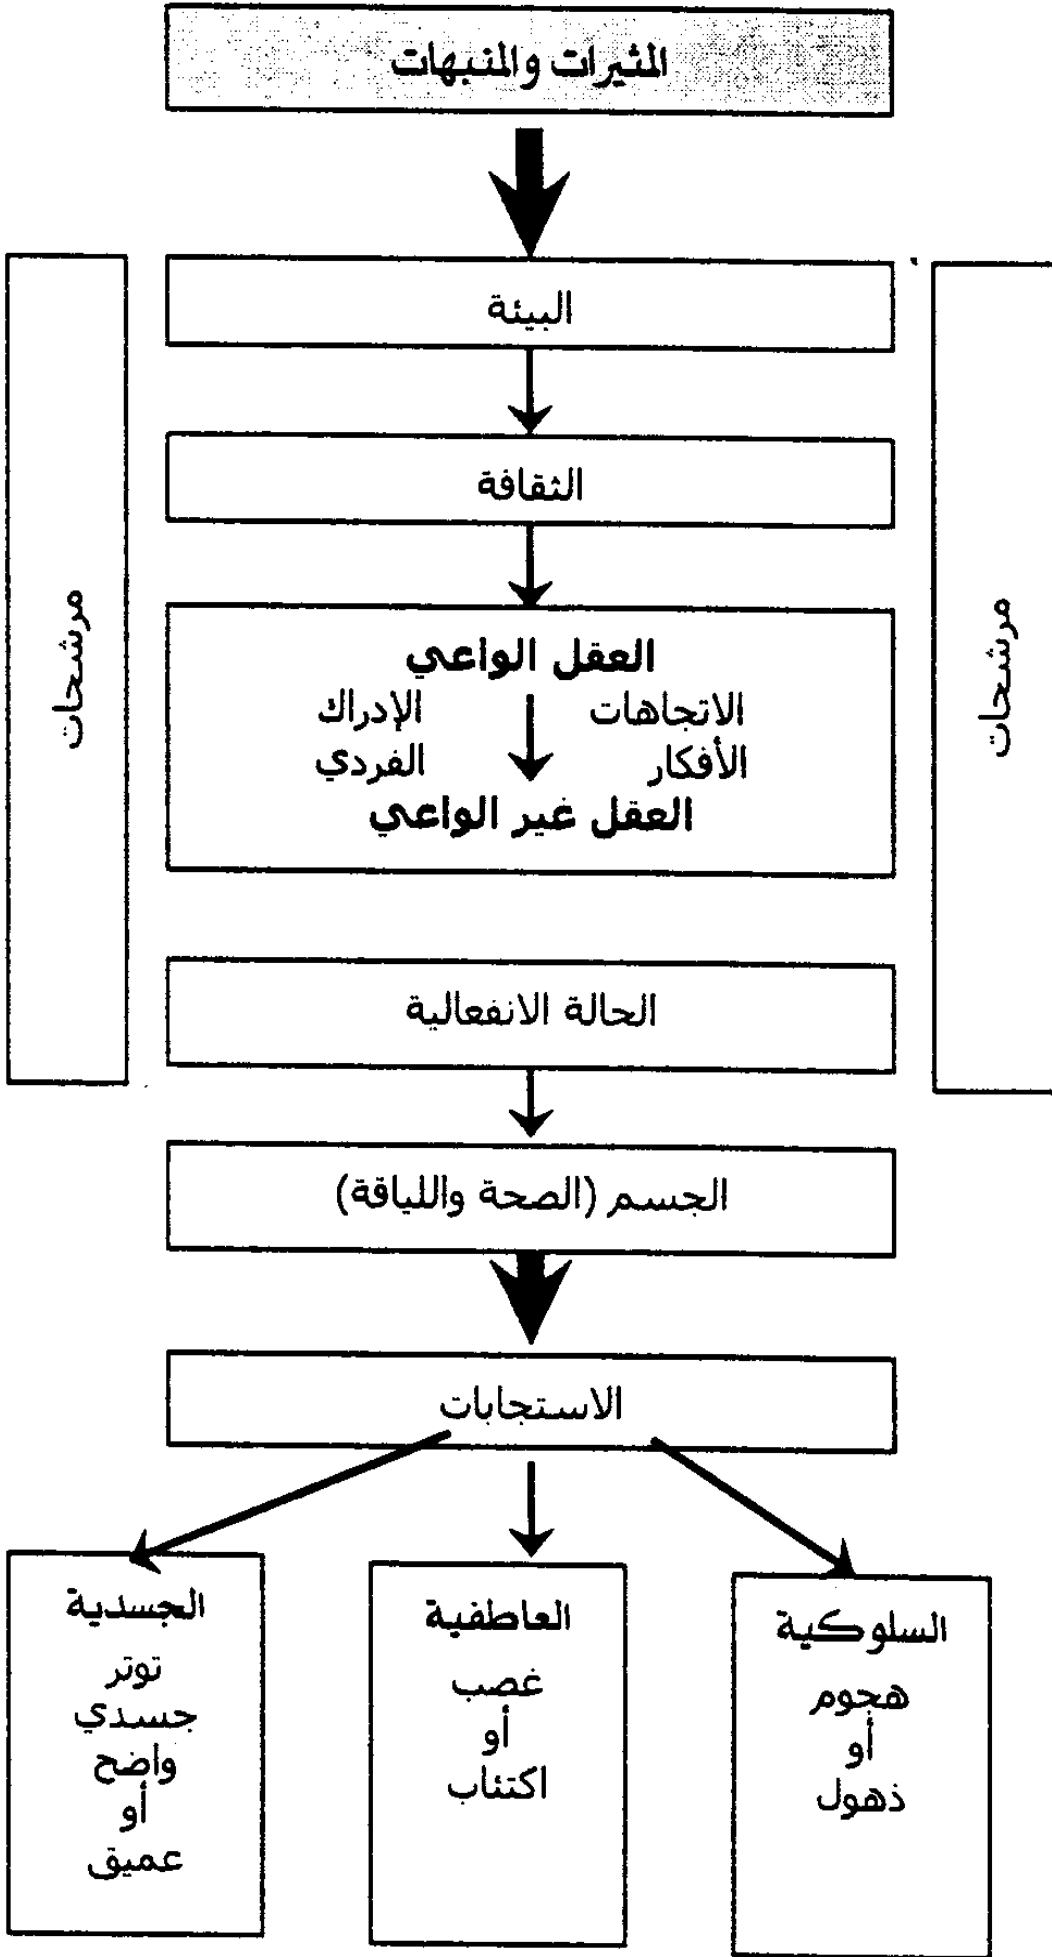 المثيرات والمنبهات
البيئة
الثقافة
مرشحات
مرشحات
العقل الواعي
الاتجاهات الإدراك
الأفكار الفردي
العقل غير الواعي
الحالة الانفعالية
الجسم (الصحة واللياقة)
الاستجابات
السلوكية
هجوم
أو
ذهول
العاطفية
غصب
أو
اكتئاب
الجسدية
توتر
جسدي
واضح
أو
عميق